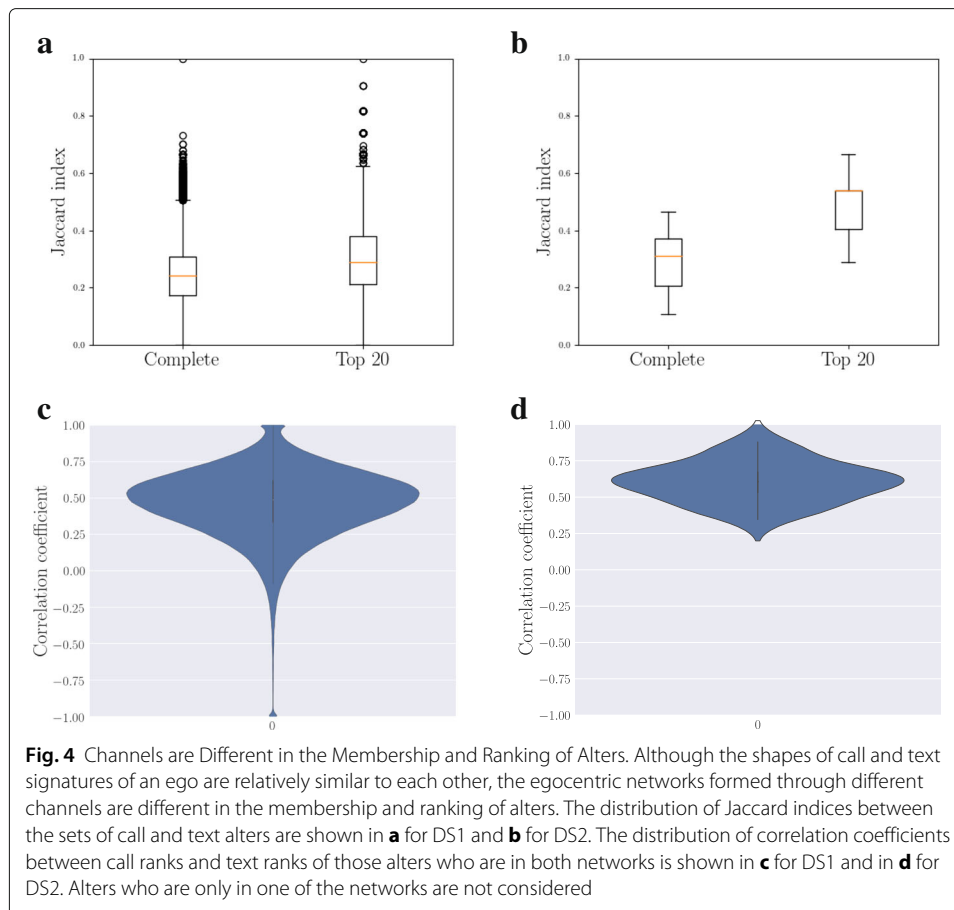 a
b
1.0
0.8
0.6
0.4
0.2
0.0
Jaccard index
Complete
Top 20
1.0
0.8
0.6
0.4
0.2
0.0
Jaccard index
Complete
Top 20
c
d
1.00
0.75
0.50
0.25
0.00
−0.25
−0.50
−0.75
−1.00
Correlation coefficient
0
1.00
0.75
0.50
0.25
0.00
−0.25
−0.50
−0.75
−1.00
Correlation coefficient
0
Fig. 4 Channels are Different in the Membership and Ranking of Alters. Although the shapes of call and text
signatures of an ego are relatively similar to each other, the egocentric networks formed through different
channels are different in the membership and ranking of alters. The distribution of Jaccard indices between
the sets of call and text alters are shown in a for DS1 and b for DS2. The distribution of correlation coefficients
between call ranks and text ranks of those alters who are in both networks is shown in c for DS1 and in d for
DS2. Alters who are only in one of the networks are not considered